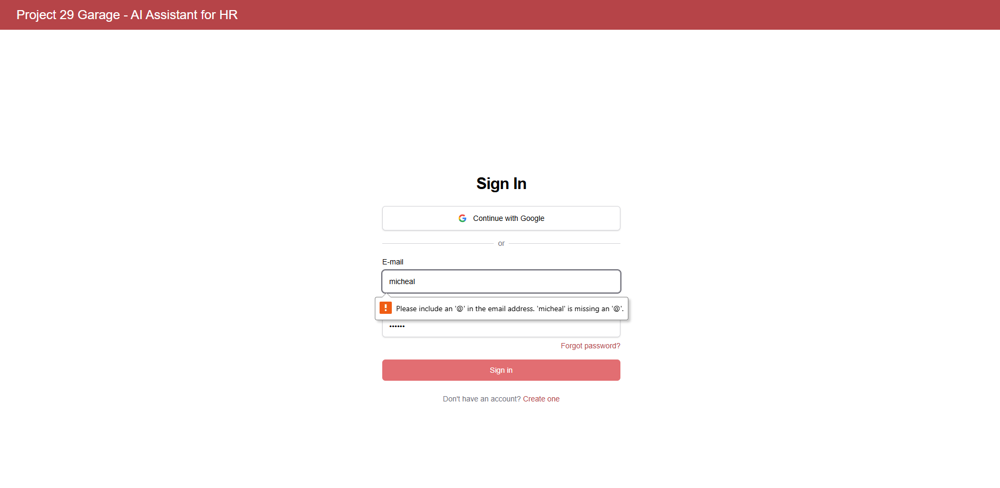 Project 29 Garage - AI Assistant for HR
Sign In
Continue with Google
or
E-mail
micheal
Please include an '@' in the email address. 'micheal' is missing an '@'.
••••••
Forgot password?
Sign in
Don't have an account? Create one